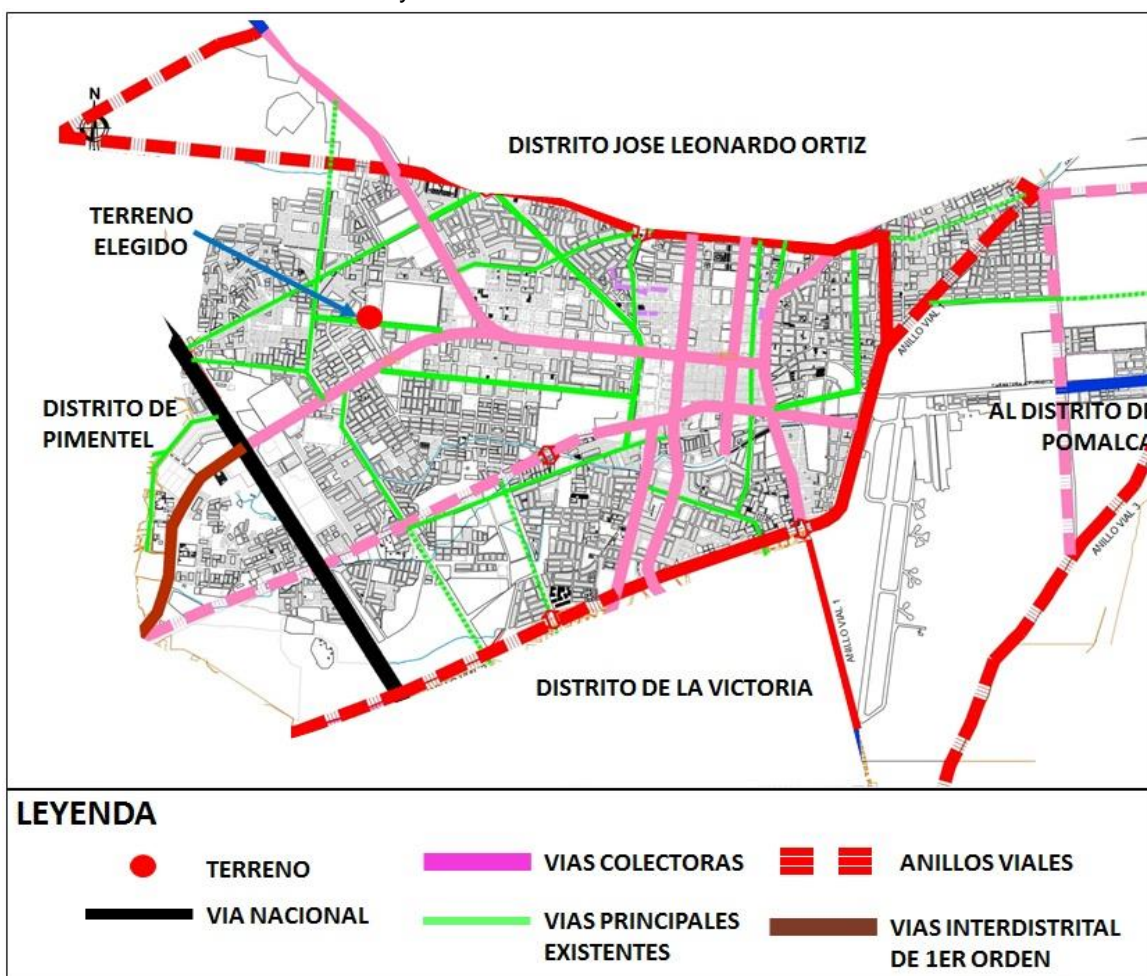 N
DISTRITO JOSE LEONARDO ORTIZ
TERRENO
ELEGIDO
ANILLO VIAL 1
DISTRITO DE
PIMENTEL
AL DISTRITO DE
POMALCA
ANILLO VIAL 3
ANILLO VIAL 1
DISTRITO DE LA VICTORIA
LEYENDA
TERRENO
VIAS COLECTORAS
ANILLOS VIALES
VIA NACIONAL
VIAS PRINCIPALES
EXISTENTES
VIAS INTERDISTRITAL
DE 1ER ORDEN